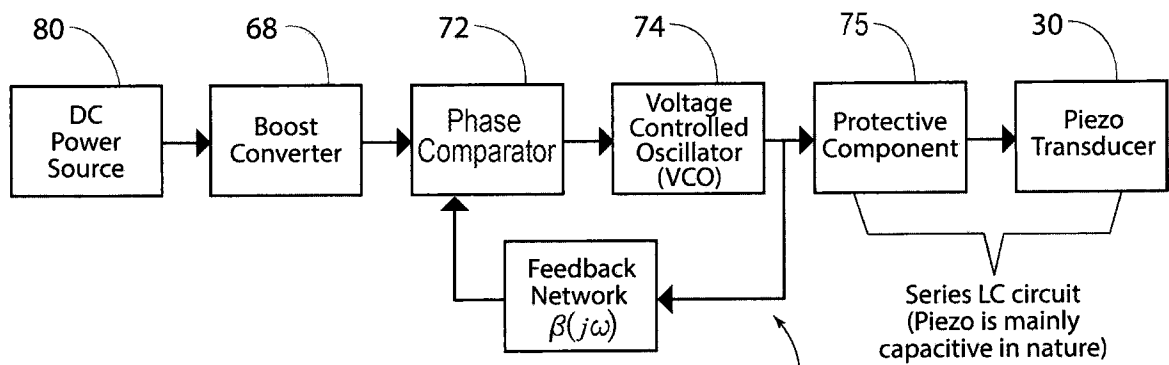 80
68
72
74
75
30
DC
Power
Source
Boost
Converter
Phase
Comparator
Voltage
Controlled
Oscillator
(VCO)
Protective
Component
Piezo
Transducer
Feedback
Network
β(jω)
Series LC circuit
(Piezo is mainly
capacitive in nature)